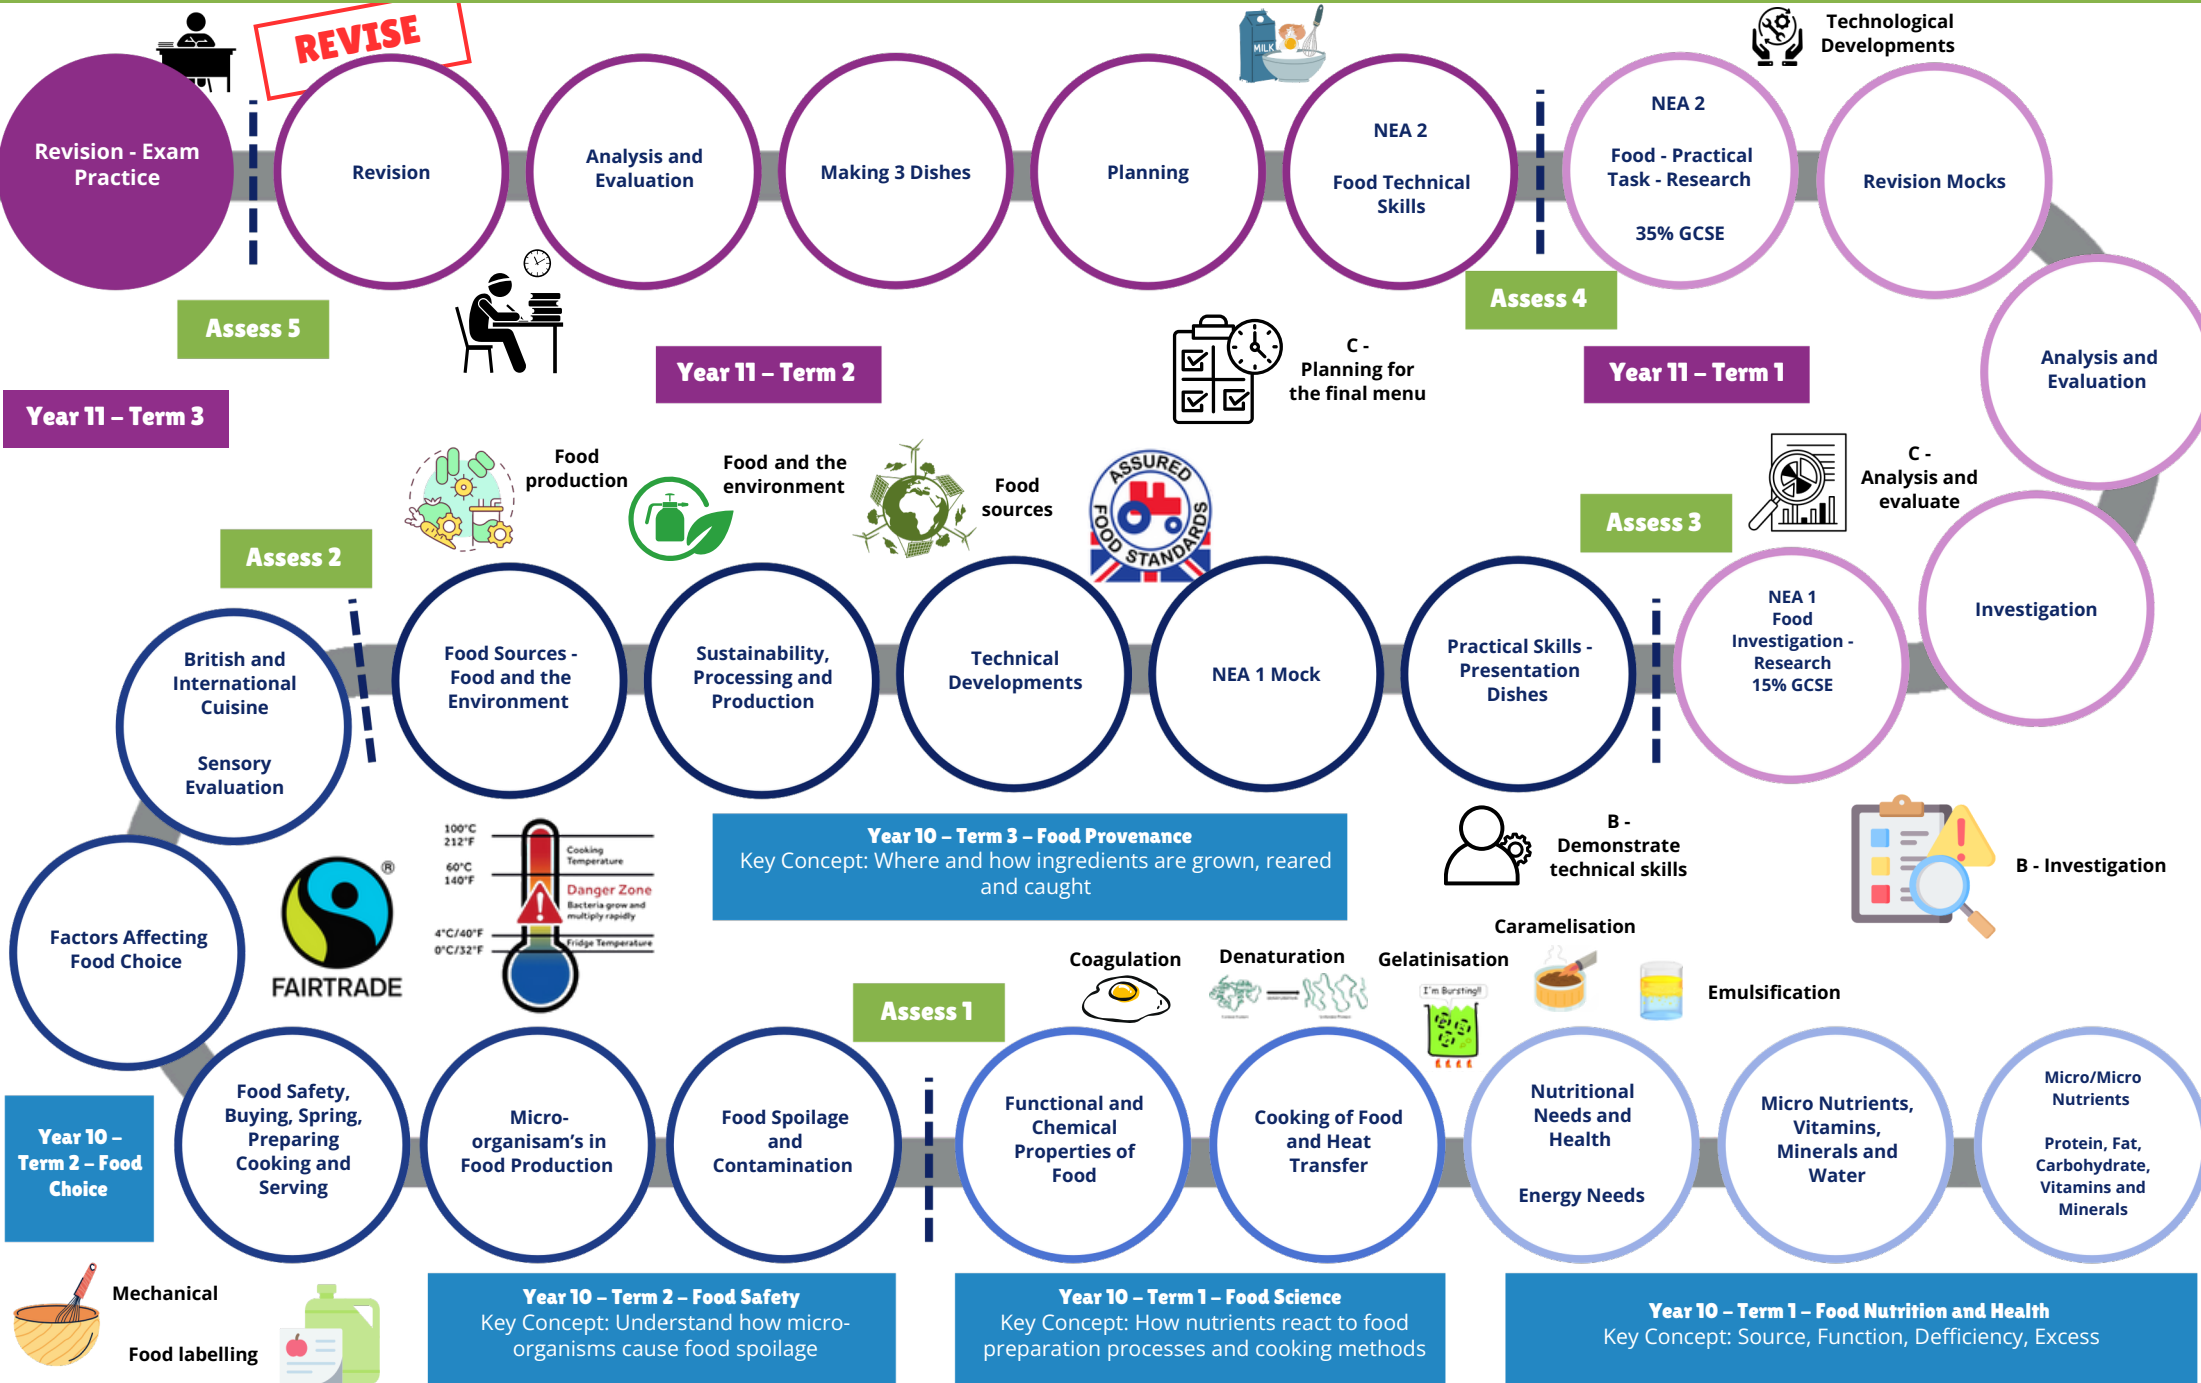 REVISE
Technological
Developments
MILK
Revision - Exam
Practice
Revision
Analysis and
Evaluation
Making 3 Dishes
Planning
NEA 2
Food Technical
Skills
NEA 2
Food - Practical
Task - Research
35% GCSE
Revision Mocks
Assess 5
Assess 4
Year 11 – Term 3
Year 11 – Term 2
C -
Planning for
the final menu
Year 11 – Term 1
Analysis and
Evaluation
Food
production
Food and the
environment
Food
sources
ASSURED
FOOD STANDARDS
C -
Analysis and
evaluate
Assess 2
Assess 3
British and
International
Cuisine
Sensory
Evaluation
Food Sources -
Food and the
Environment
Sustainability,
Processing and
Production
Technical
Developments
NEA 1 Mock
Practical Skills -
Presentation
Dishes
NEA 1
Food
Investigation -
Research
15% GCSE
Investigation
Factors Affecting
Food Choice
®
FAIRTRADE
100°C
212°F
60°C
140°F
4°C/40°F
0°C/32°F
Cooking
Temperature
Danger Zone
Bacteria grow and
multiply rapidly
Fridge Temperature
Year 10 – Term 3 – Food Provenance
Key Concept: Where and how ingredients are grown, reared
and caught
B -
Demonstrate
technical skills
B - Investigation
Assess 1
Coagulation
Denaturation
Gelatinisation
I'm Bursting!!
Caramelisation
Emulsification
Year 10 –
Term 2 – Food
Choice
Food Safety,
Buying, Spring,
Preparing
Cooking and
Serving
Micro-
organisam's in
Food Production
Food Spoilage
and
Contamination
Functional and
Chemical
Properties of
Food
Cooking of Food
and Heat
Transfer
Nutritional
Needs and
Health
Energy Needs
Micro Nutrients,
Vitamins,
Minerals and
Water
Micro/Micro
Nutrients
Protein, Fat,
Carbohydrate,
Vitamins and
Minerals
Mechanical
Food labelling
Year 10 – Term 2 – Food Safety
Key Concept: Understand how micro-
organisms cause food spoilage
Year 10 – Term 1 – Food Science
Key Concept: How nutrients react to food
preparation processes and cooking methods
Year 10 – Term 1 – Food Nutrition and Health
Key Concept: Source, Function, Defficiency, Excess